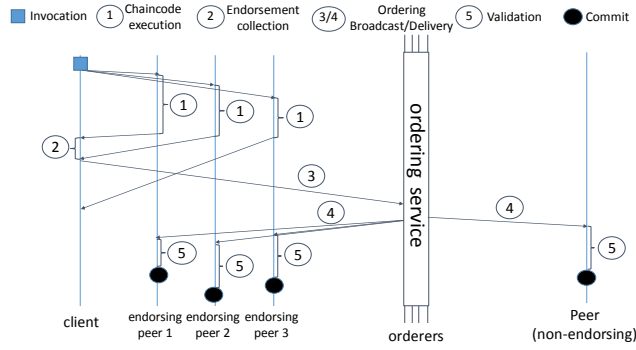 Invocation
1
Chaincode
execution
2
Endorsement
collection
3/4
Ordering
Broadcast/Delivery
5
Validation
Commit
1
1
1
2
3
4
4
5
5
5
5
ordering service
client
endorsing
peer 1
endorsing
peer 2
endorsing
peer 3
orderers
Peer
(non-endorsing)